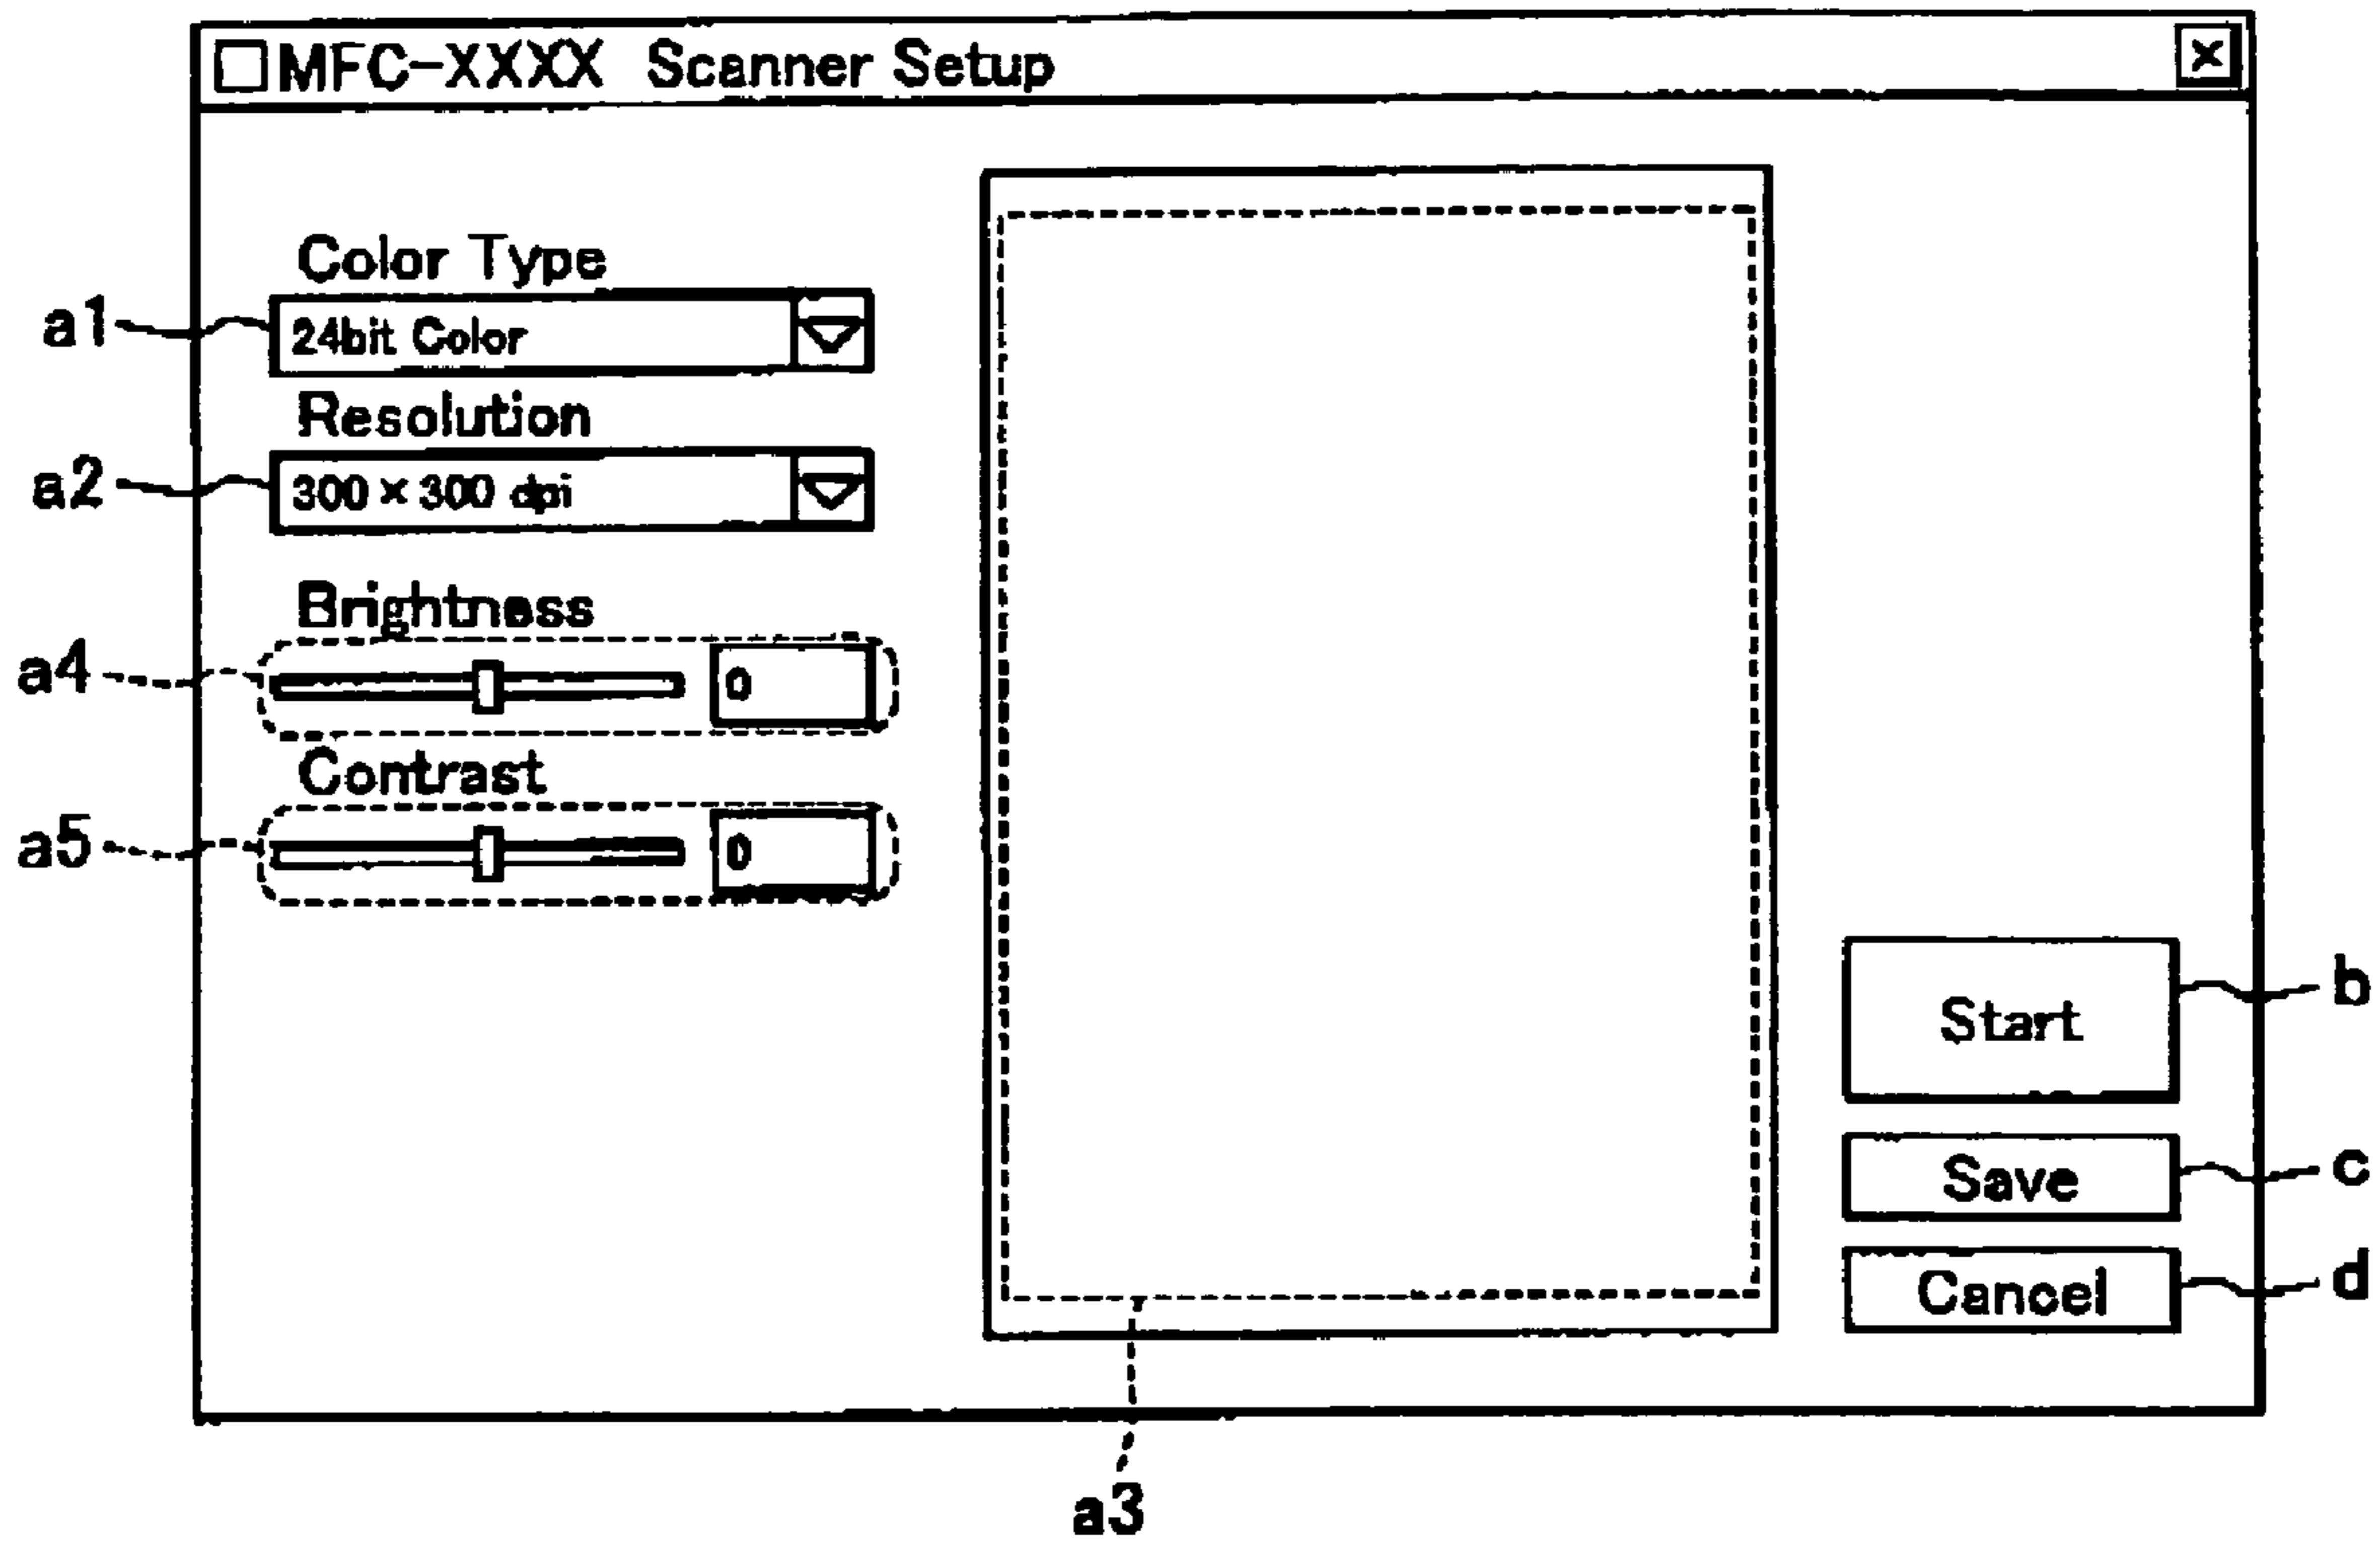 MFC-XXXX Scanner Setup
x
Color Type
a1
24bit Color
Resolution
a2
300 × 300 dpi
Brightness
a4
0
Contrast
a5
0
Start
b
Save
c
Cancel
d
a3